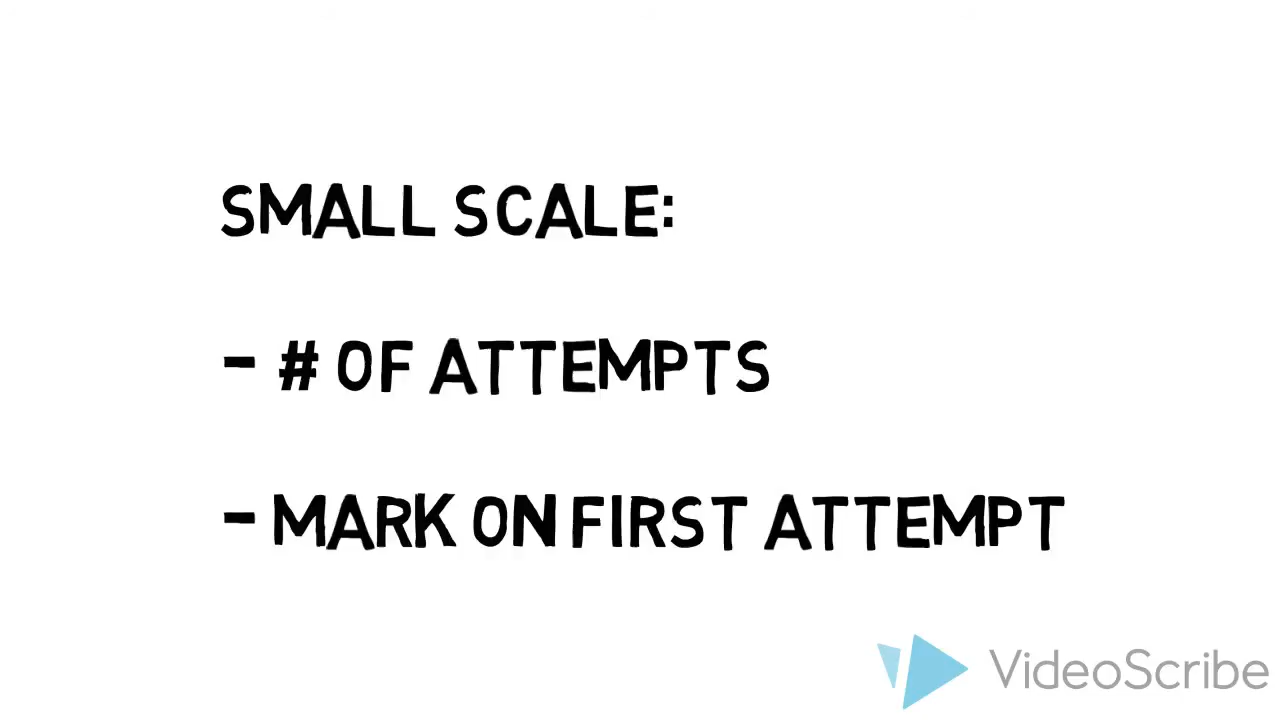 SMALL SCALE:
- # OF ATTEMPTS
- MARK ON FIRST ATTEMPT
VideoScribe